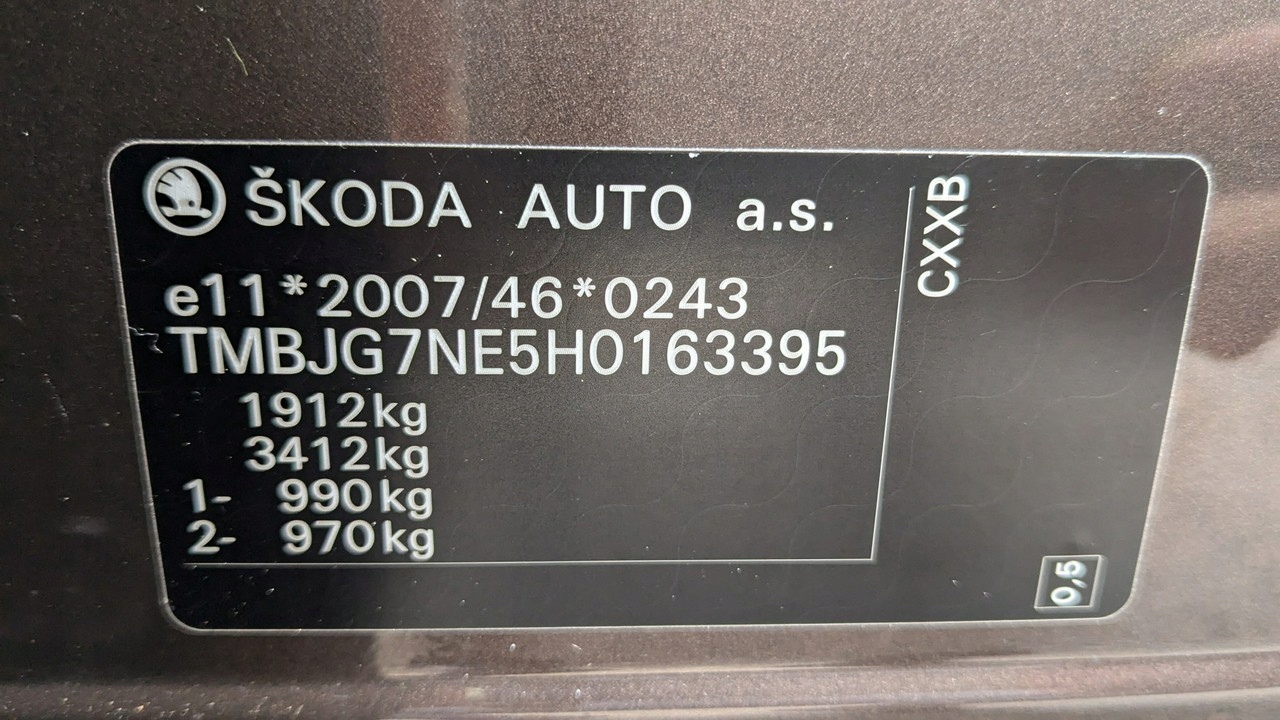 ŠKODA AUTO a.s.
e11*2007/46*0243
TMBJG7NE5H0163395
1912kg
3412kg
1- 990kg
2- 970kg
CXXB
0,5